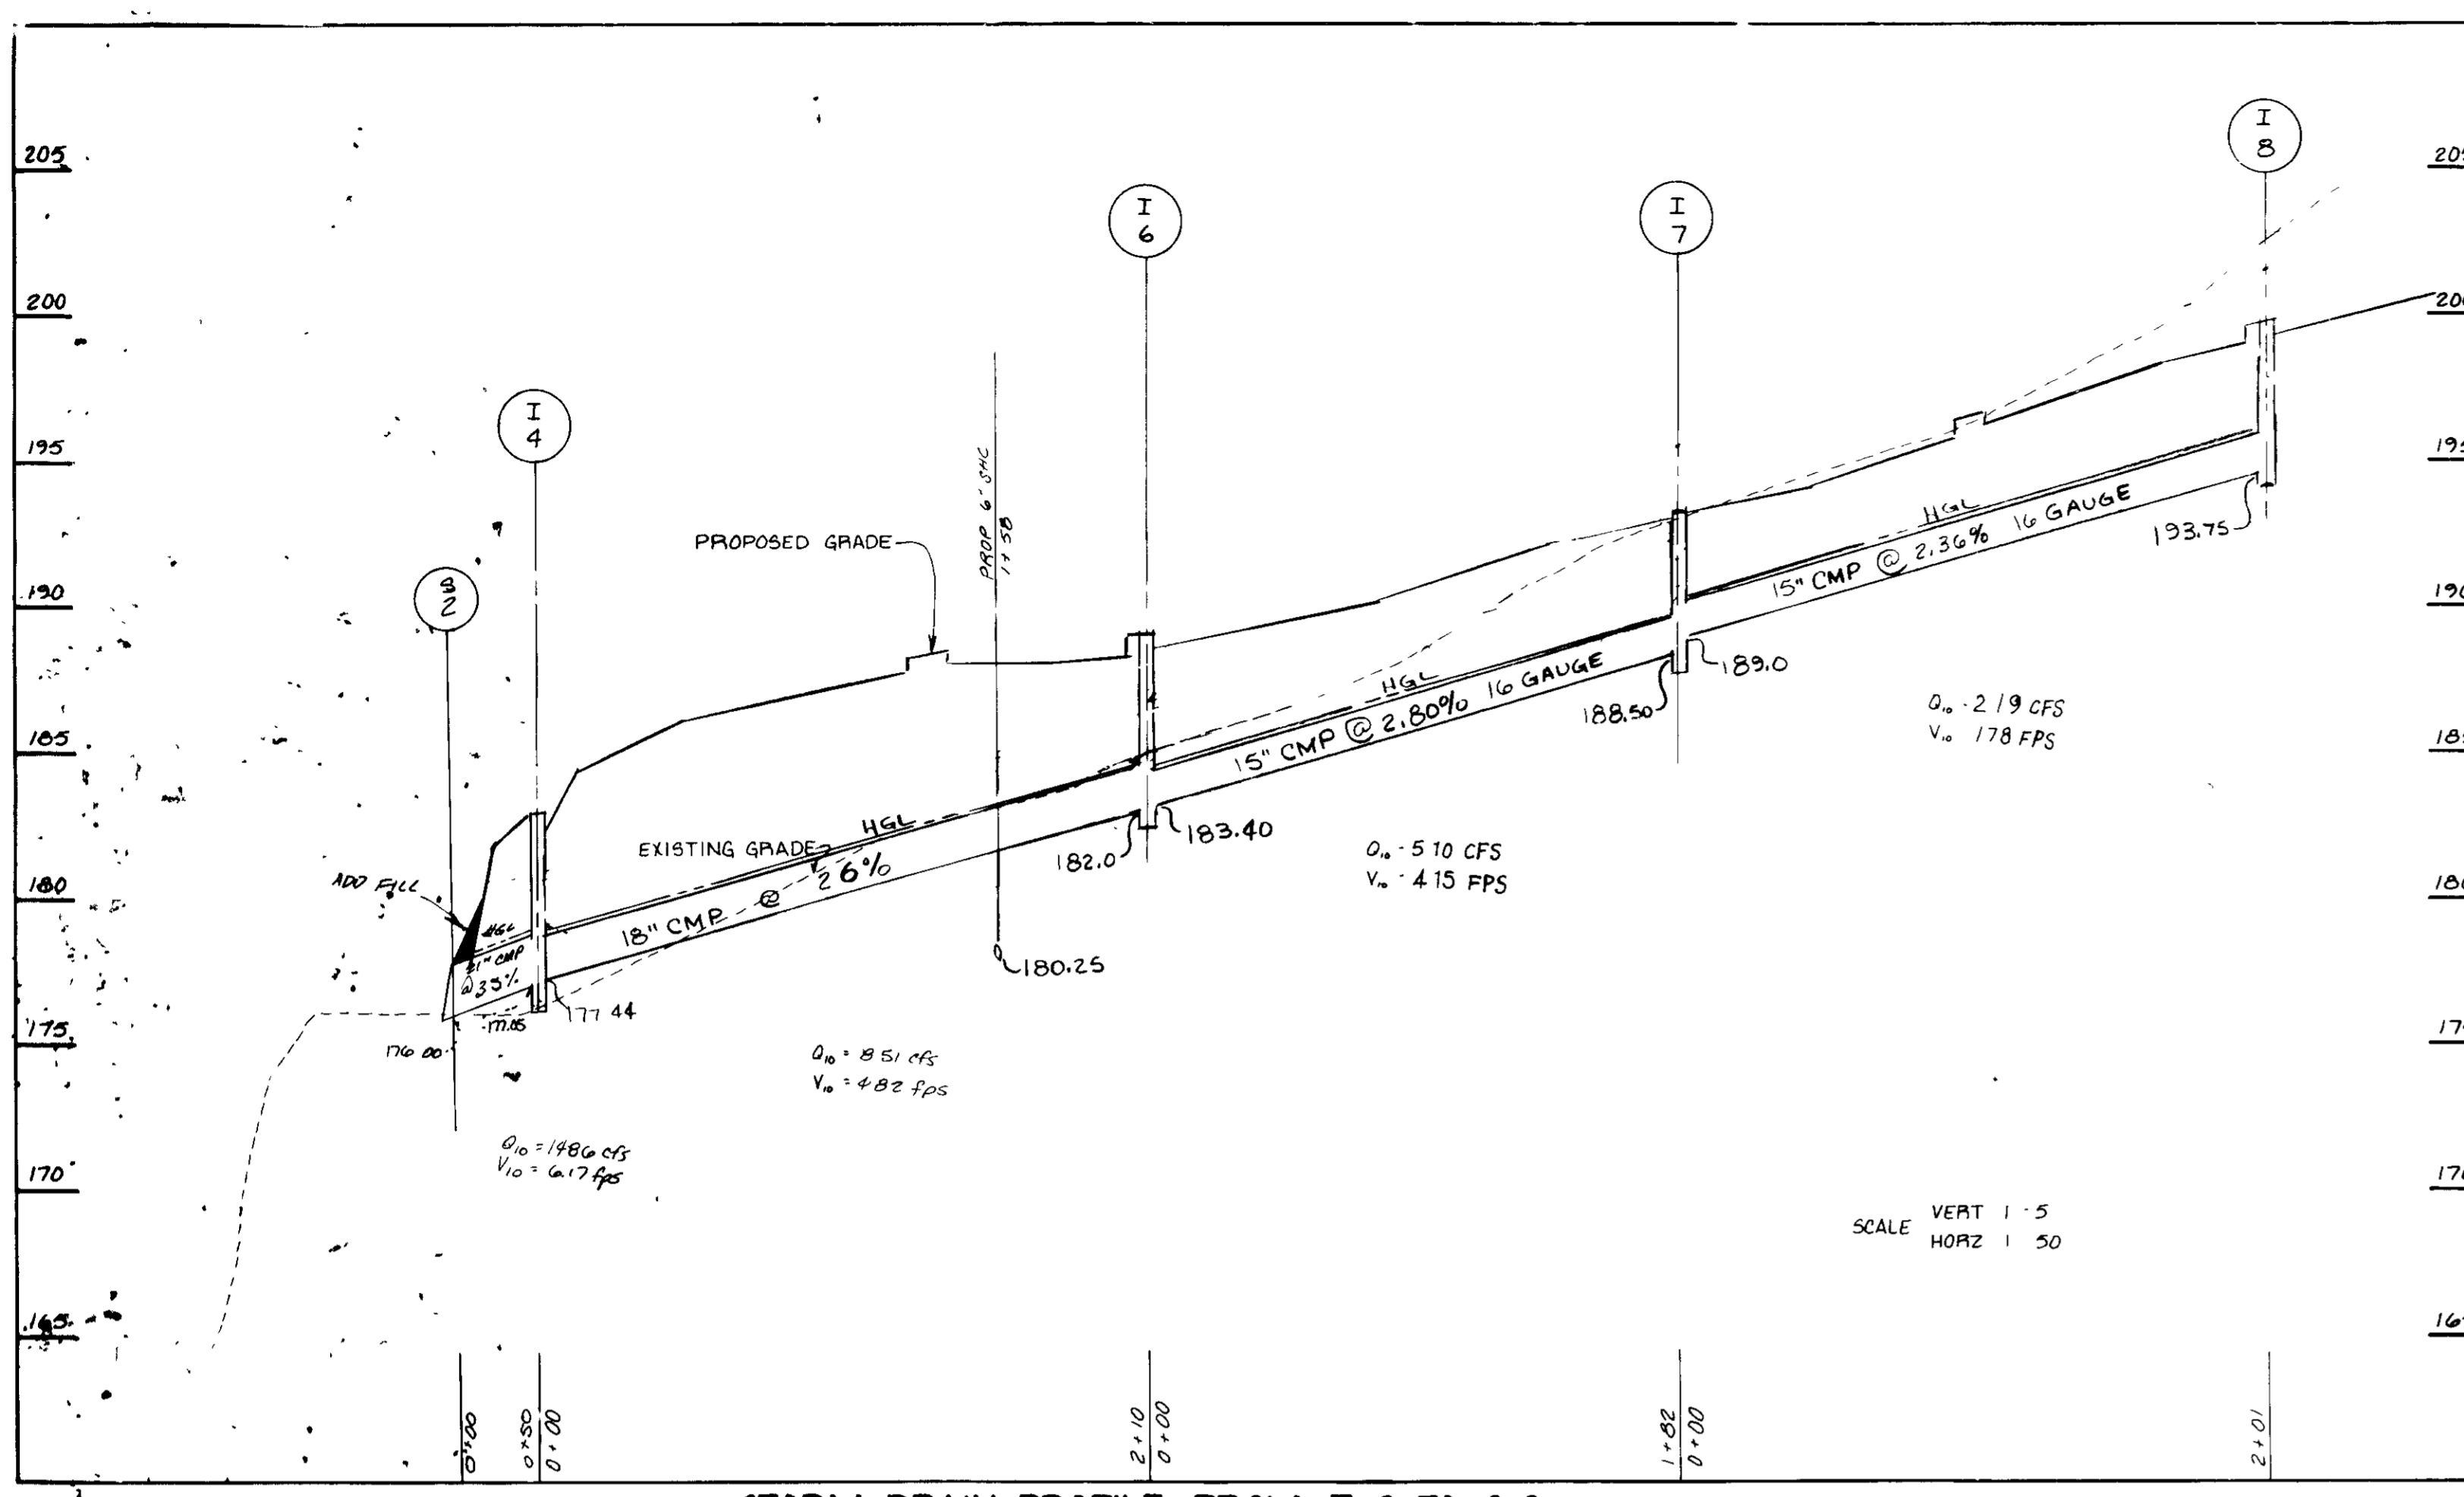 205
200
195
190
185
180
175
170
165
I
8
I
6
I
7
I
4
S
2
PROP 6" SHC
1+58
PROPOSED GRADE
HGL
15" CMP @ 2.36% 16 GAUGE
193.75
HGL
15" CMP @ 2.80% 16 GAUGE
188.50
189.0
Q10 - 2 19 CFS
V10 178 FPS
HGL
EXISTING GRADE
18" CMP @ 2 6%
182.0
183.40
Q10 - 5 10 CFS
V10 - 4 15 FPS
ADD FILL
HGL
21" CMP
@ 3.5%
180.25
177.05
177 44
176 00
Q10 = 8 51 cfs
V10 = 4 82 fps
Q10 = 1486 cfs
V10 = 6.17 fps
SCALE VERT 1 - 5
HORZ 1 50
0+00
0+50
0+00
2+10
0+00
1+82
0+00
2+01